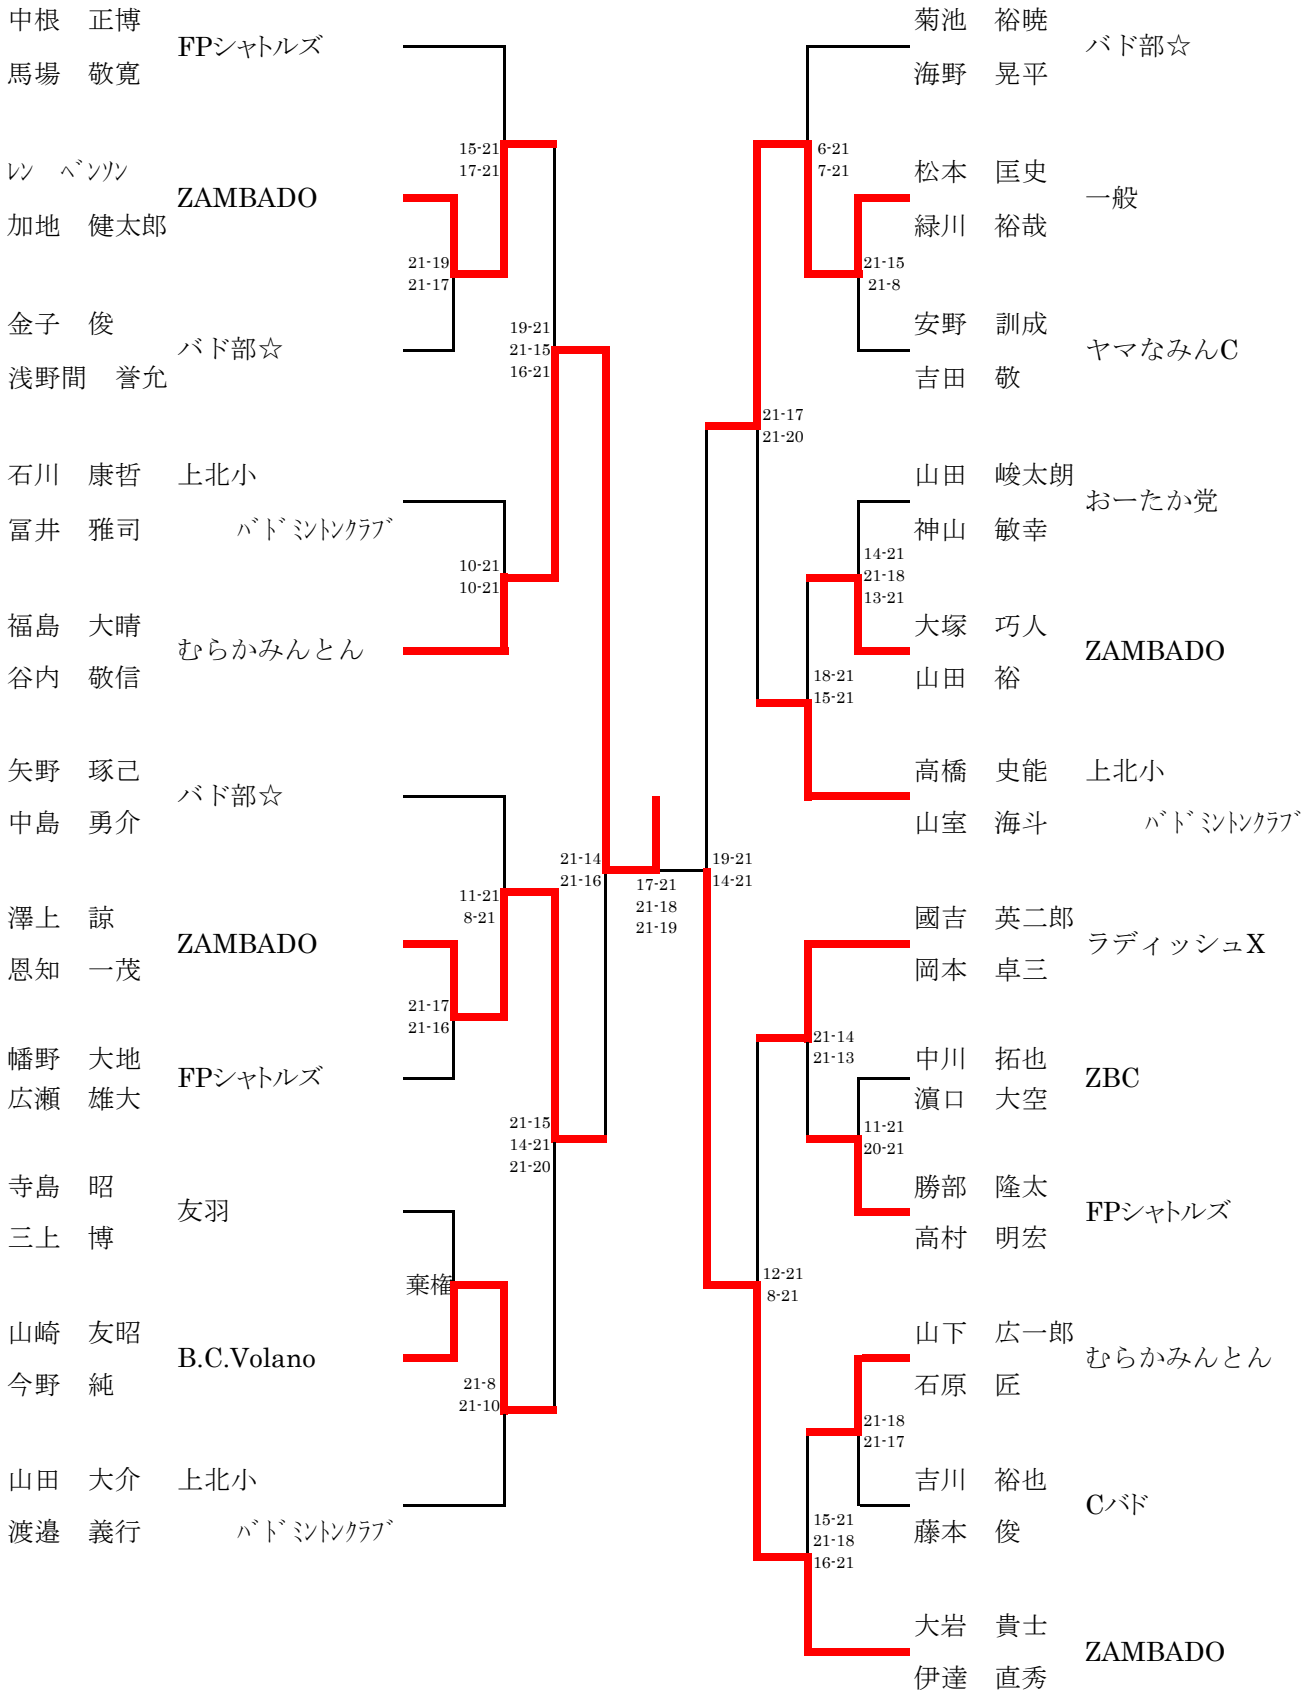 中根　正博
FPシャトルズ
馬場　敬寛
15-21
17-21
ﾚﾝ　ﾍﾞﾝｿﾝ
ZAMBADO
加地　健太郎
21-19
21-17
金子　俊
バド部☆
浅野間　誉允
19-21
21-15
16-21
石川　康哲　上北小
冨井　雅司　ﾊﾞﾄﾞﾐﾝﾄﾝｸﾗﾌﾞ
10-21
10-21
福島　大晴
むらかみんとん
谷内　敬信
矢野　琢己
バド部☆
中島　勇介
21-14
21-16
11-21
8-21
澤上　諒
ZAMBADO
恩知　一茂
21-17
21-16
幡野　大地
FPシャトルズ
広瀬　雄大
21-15
14-21
21-20
寺島　昭
友羽
三上　博
棄権
山崎　友昭
B.C.Volano
今野　純
21-8
21-10
山田　大介　上北小
渡邉　義行　ﾊﾞﾄﾞﾐﾝﾄﾝｸﾗﾌﾞ
17-21
21-18
21-19
菊池　裕暁
バド部☆
海野　晃平
6-21
7-21
松本　匡史
一般
緑川　裕哉
21-15
21-8
安野　訓成
ヤマなみんC
吉田　敬
21-17
21-20
山田　峻太朗
おーたか党
神山　敏幸
14-21
21-18
13-21
大塚　巧人
ZAMBADO
山田　裕
18-21
15-21
高橋　史能　上北小
山室　海斗　ﾊﾞﾄﾞﾐﾝﾄﾝｸﾗﾌﾞ
19-21
14-21
國吉　英二郎
ラディッシュX
岡本　卓三
21-14
21-13
中川　拓也
ZBC
濵口　大空
11-21
20-21
勝部　隆太
FPシャトルズ
高村　明宏
12-21
8-21
山下　広一郎
むらかみんとん
石原　匠
21-18
21-17
吉川　裕也
Cバド
藤本　俊
15-21
21-18
16-21
大岩　貴士
ZAMBADO
伊達　直秀